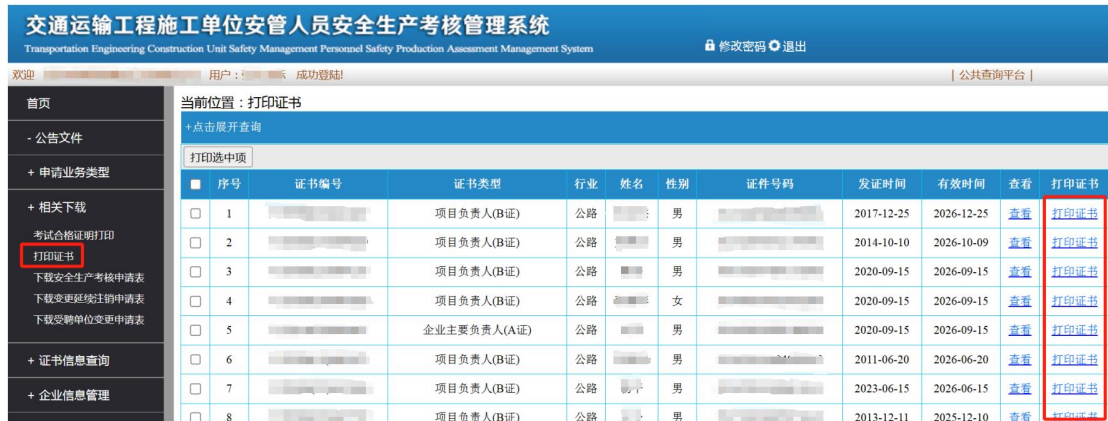 交通运输工程施工单位安管人员安全生产考核管理系统
Transportation Engineering Construction Unit Safety Management Personnel Safety Production Assessment Management System
修改密码 退出
欢迎 用户： 成功登陆! | 公共查询平台 |
首页
- 公告文件
+ 申请业务类型
+ 相关下载
考试合格证明打印
打印证书
下载安全生产考核申请表
下载变更延续注销申请表
下载受聘单位变更申请表
+ 证书信息查询
+ 企业信息管理
当前位置：打印证书
+点击展开查询
打印选中项
序号 证书编号 证书类型 行业 姓名 性别 证件号码 发证时间 有效时间 查看 打印证书
1 项目负责人(B证) 公路 男 2017-12-25 2026-12-25 查看 打印证书
2 项目负责人(B证) 公路 男 2014-10-10 2026-10-09 查看 打印证书
3 项目负责人(B证) 公路 男 2020-09-15 2026-09-15 查看 打印证书
4 项目负责人(B证) 公路 女 2020-09-15 2026-09-15 查看 打印证书
5 企业主要负责人(A证) 公路 男 2020-09-15 2026-09-15 查看 打印证书
6 项目负责人(B证) 公路 男 2011-06-20 2026-06-20 查看 打印证书
7 项目负责人(B证) 公路 男 2023-06-15 2026-06-15 查看 打印证书
8 项目负责人(B证) 公路 男 2013-12-11 2025-12-10 查看 打印证书